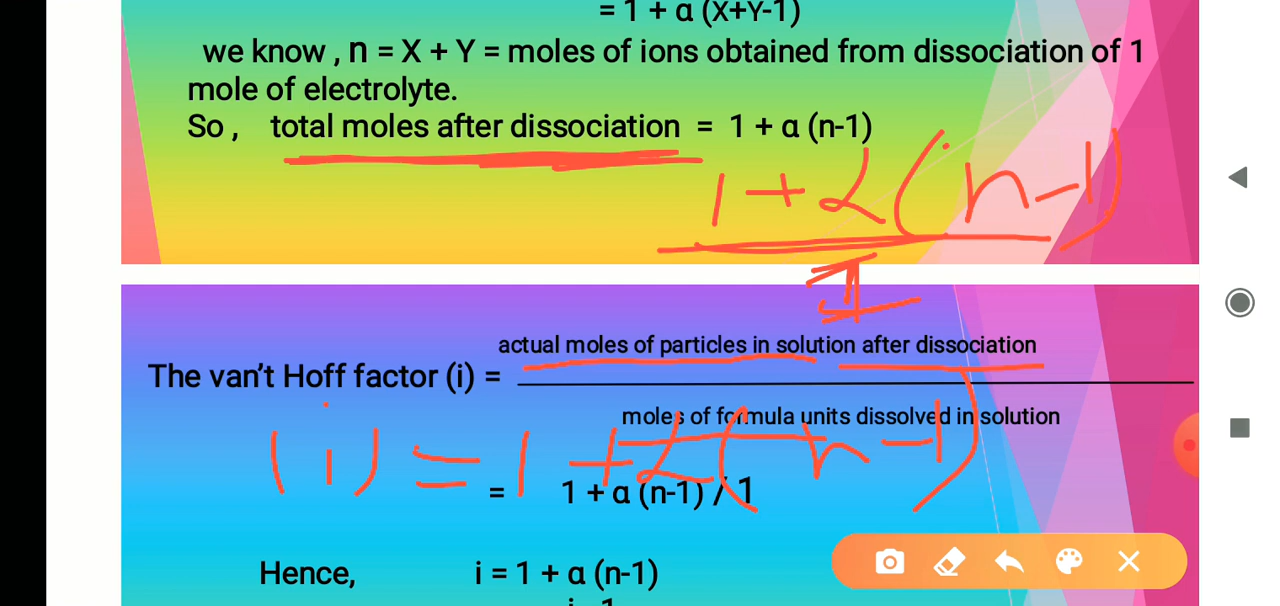 = 1 + α (X+Y-1)
we know , n = X + Y = moles of ions obtained from dissociation of 1
mole of electrolyte.
So , total moles after dissociation = 1 + α (n-1)
1 + α (n-1)
1
actual moles of particles in solution after dissociation
The van't Hoff factor (i) =
moles of formula units dissolved in solution
(i) = 1 + α (n-1)
= 1 + α (n-1) / 1
Hence, i = 1 + α (n-1)